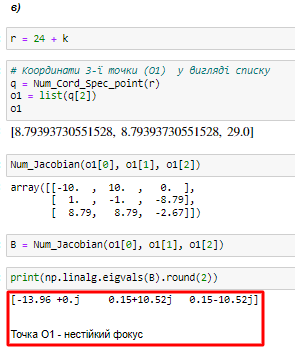 в)
r = 24 + k
# Координати 3-ї точки (O1) у вигляді списку
q = Num_Cord_Spec_point(r)
o1 = list(q[2])
o1
[8.79393730551528, 8.79393730551528, 29.0]
Num_Jacobian(o1[0], o1[1], o1[2])
array([[-10. , 10. , 0. ],
[ 1. , -1. , -8.79],
[ 8.79, 8.79, -2.67]])
B = Num_Jacobian(o1[0], o1[1], o1[2])
print(np.linalg.eigvals(B).round(2))
[-13.96 +0.j 0.15+10.52j 0.15-10.52j]
Точка O1 - нестійкий фокус